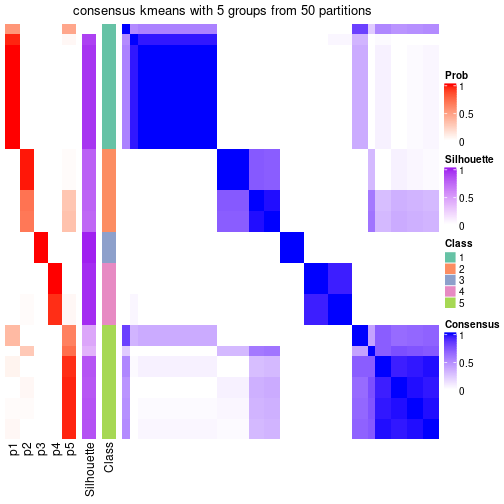 consensus kmeans with 5 groups from 50 partitions
Prob
1
0.5
0
Silhouette
1
0.5
0
Class
1
2
3
4
5
Consensus
1
0.5
0
p1
p2
p3
p4
p5
Silhouette
Class